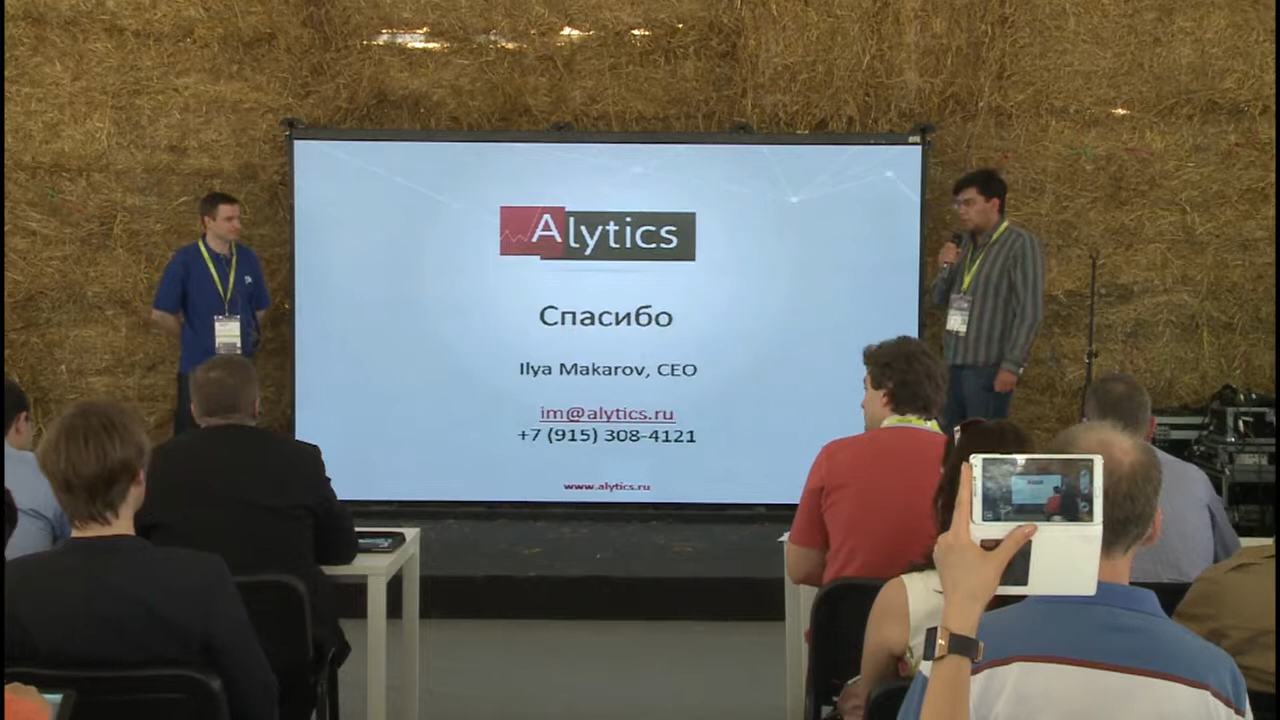 Alytics
Спасибо
Ilya Makarov, CEO
im@alytics.ru
+7 (915) 308-4121
www.alytics.ru